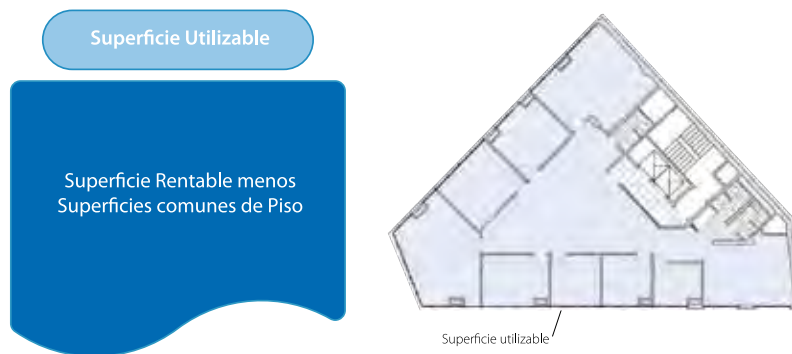 Superficie Utilizable
Superficie Rentable menos
Superficies comunes de Piso
Superficie utilizable